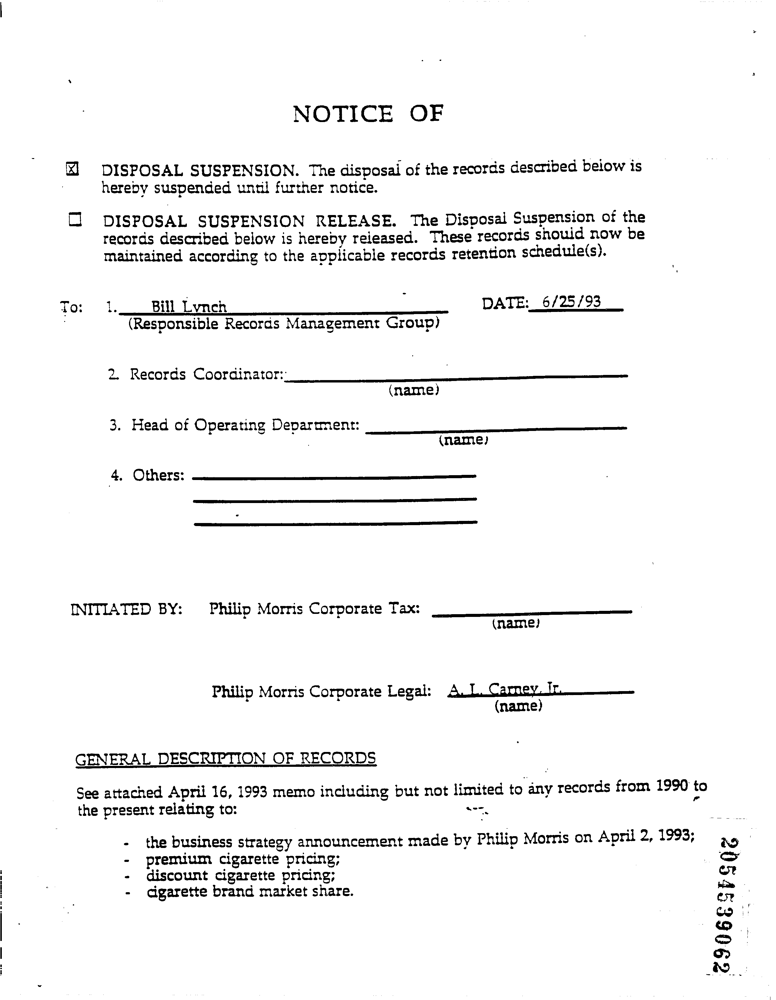 NOTICE OF
☒ DISPOSAL SUSPENSION. The disposal of the records described below is
hereby suspended until further notice.
☐ DISPOSAL SUSPENSION RELEASE. The Disposal Suspension of the
records described below is hereby released. These records should now be
maintained according to the applicable records retention schedule(s).
To: 1. Bill Lynch DATE: 6/25/93
(Responsible Records Management Group)
2. Records Coordinator:
(name)
3. Head of Operating Department:
(name)
4. Others:
INITIATED BY: Philip Morris Corporate Tax:
(name)
Philip Morris Corporate Legal: A. L. Carney, Jr.
(name)
GENERAL DESCRIPTION OF RECORDS
See attached April 16, 1993 memo including but not limited to any records from 1990 to
the present relating to:
- the business strategy announcement made by Philip Morris on April 2, 1993;
- premium cigarette pricing;
- discount cigarette pricing;
- cigarette brand market share.
2054539062